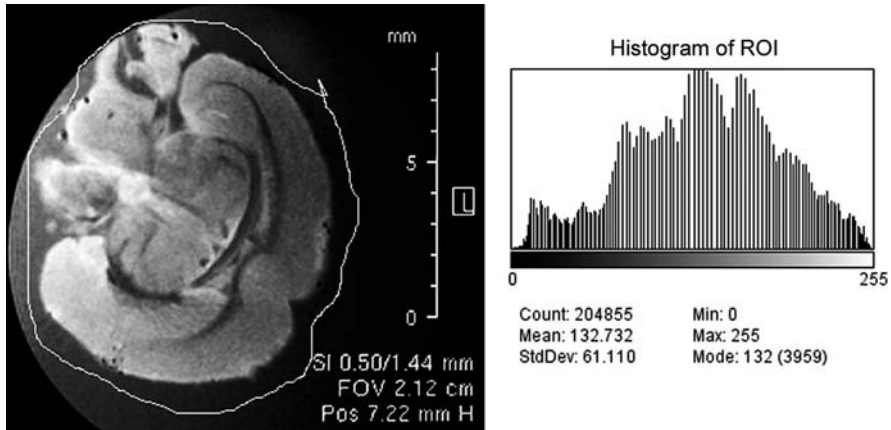 mm
5
L
0
SI 0.50/1.44 mm
FOV 2.12 cm
Pos 7.22 mm H
Histogram of ROI
0 255
Count: 204855 Min: 0
Mean: 132.732 Max: 255
StdDev: 61.110 Mode: 132 (3959)